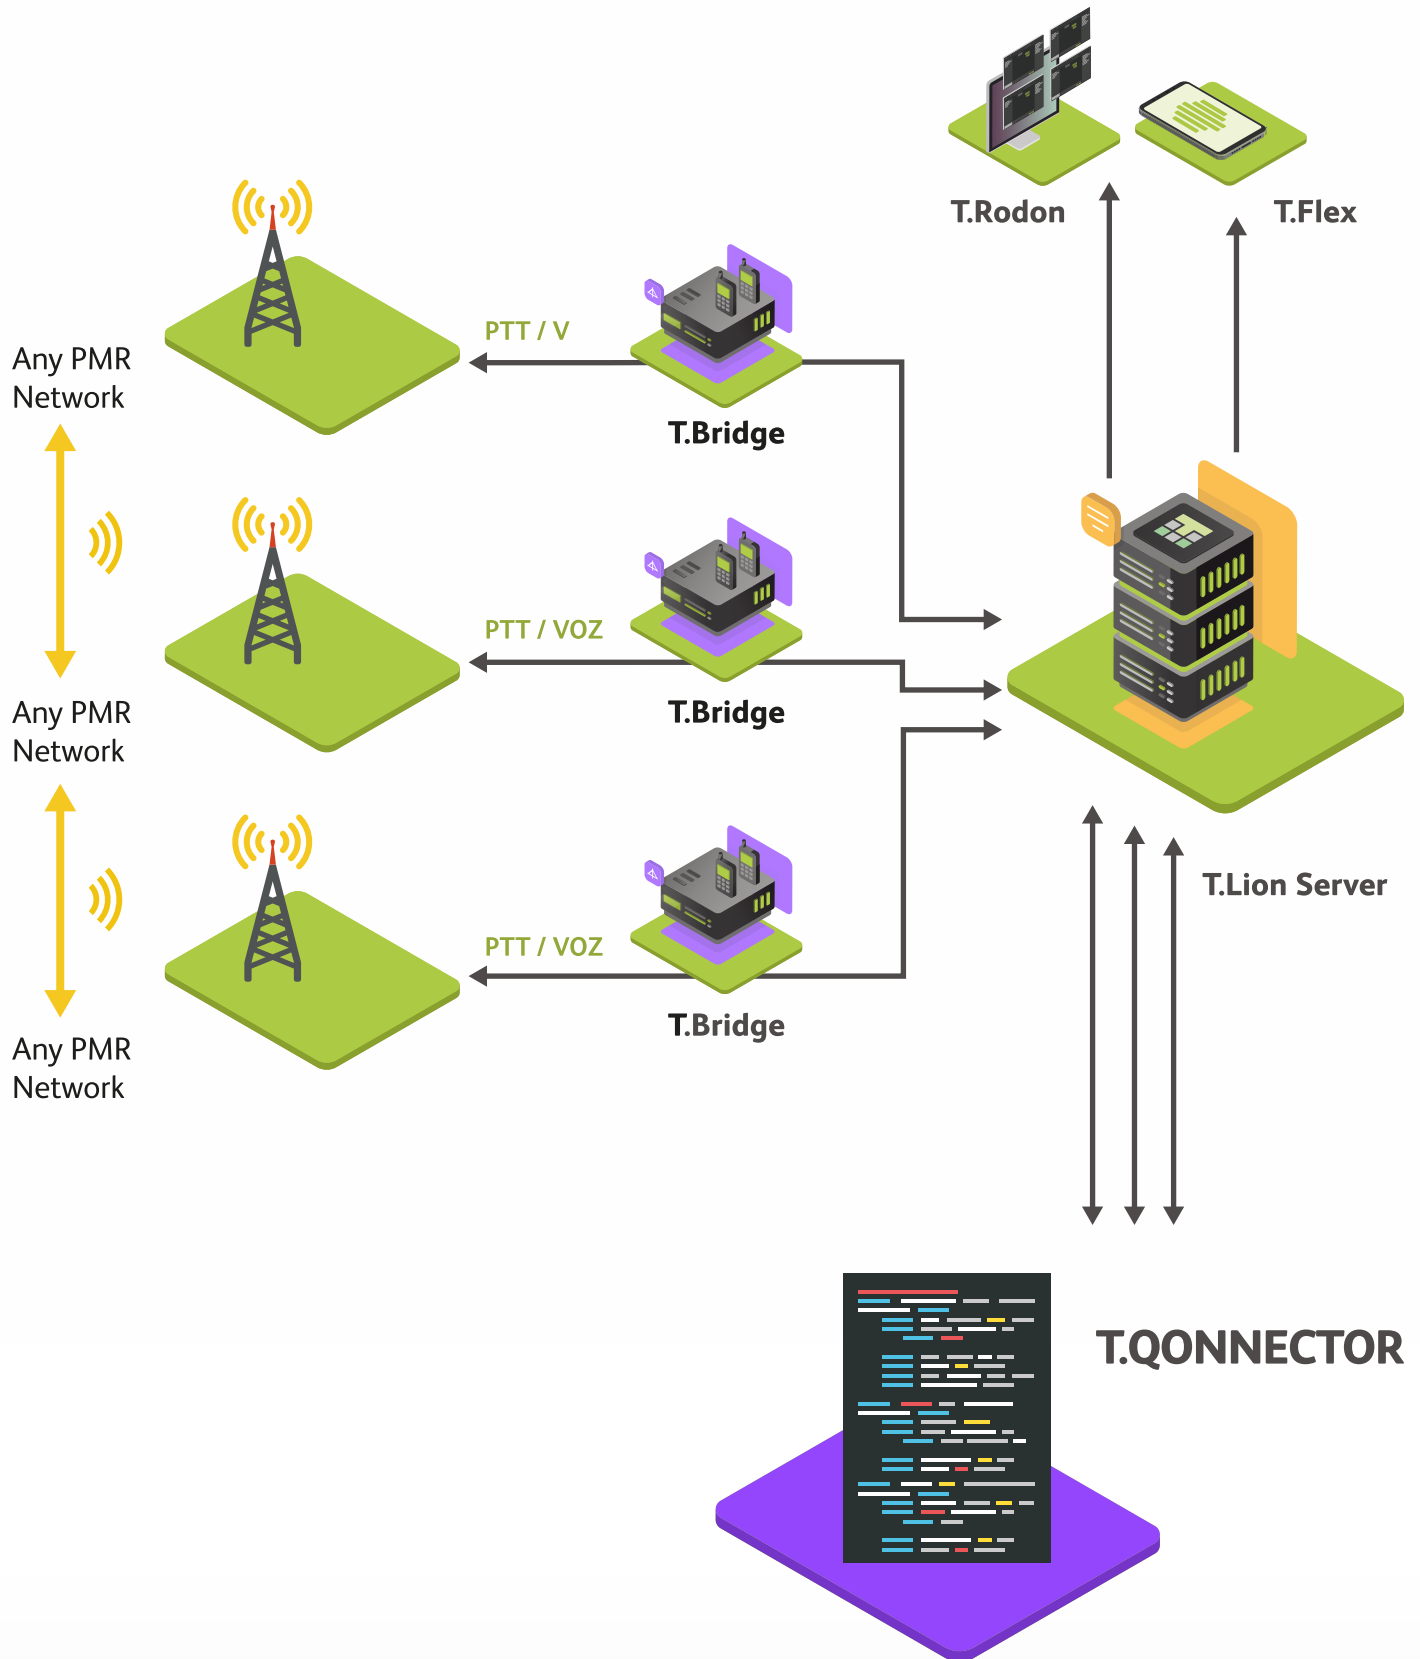 T.Rodon
T.Flex
PTT / V
Any PMR
Network
T.Bridge
PTT / VOZ
Any PMR
Network
T.Bridge
T.Lion Server
PTT / VOZ
T.Bridge
Any PMR
Network
T.QONNECTOR